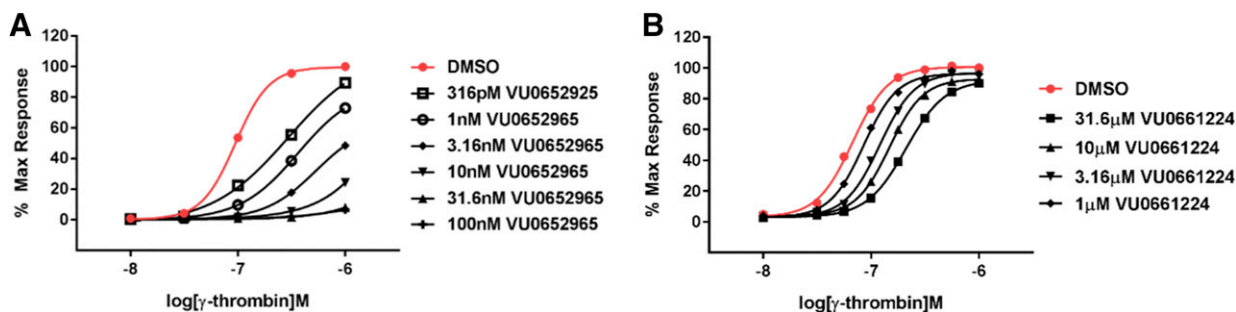 A
% Max Response
120
100
80
60
40
20
0
-8
-7
-6
log[γ-thrombin]M
DMSO
316pM VU0652925
1nM VU0652965
3.16nM VU0652965
10nM VU0652965
31.6nM VU0652965
100nM VU0652965
B
% Max Response
120
100
80
60
40
20
0
-8
-7
-6
log[γ-thrombin]M
DMSO
31.6μM VU0661224
10μM VU0661224
3.16μM VU0661224
1μM VU0661224